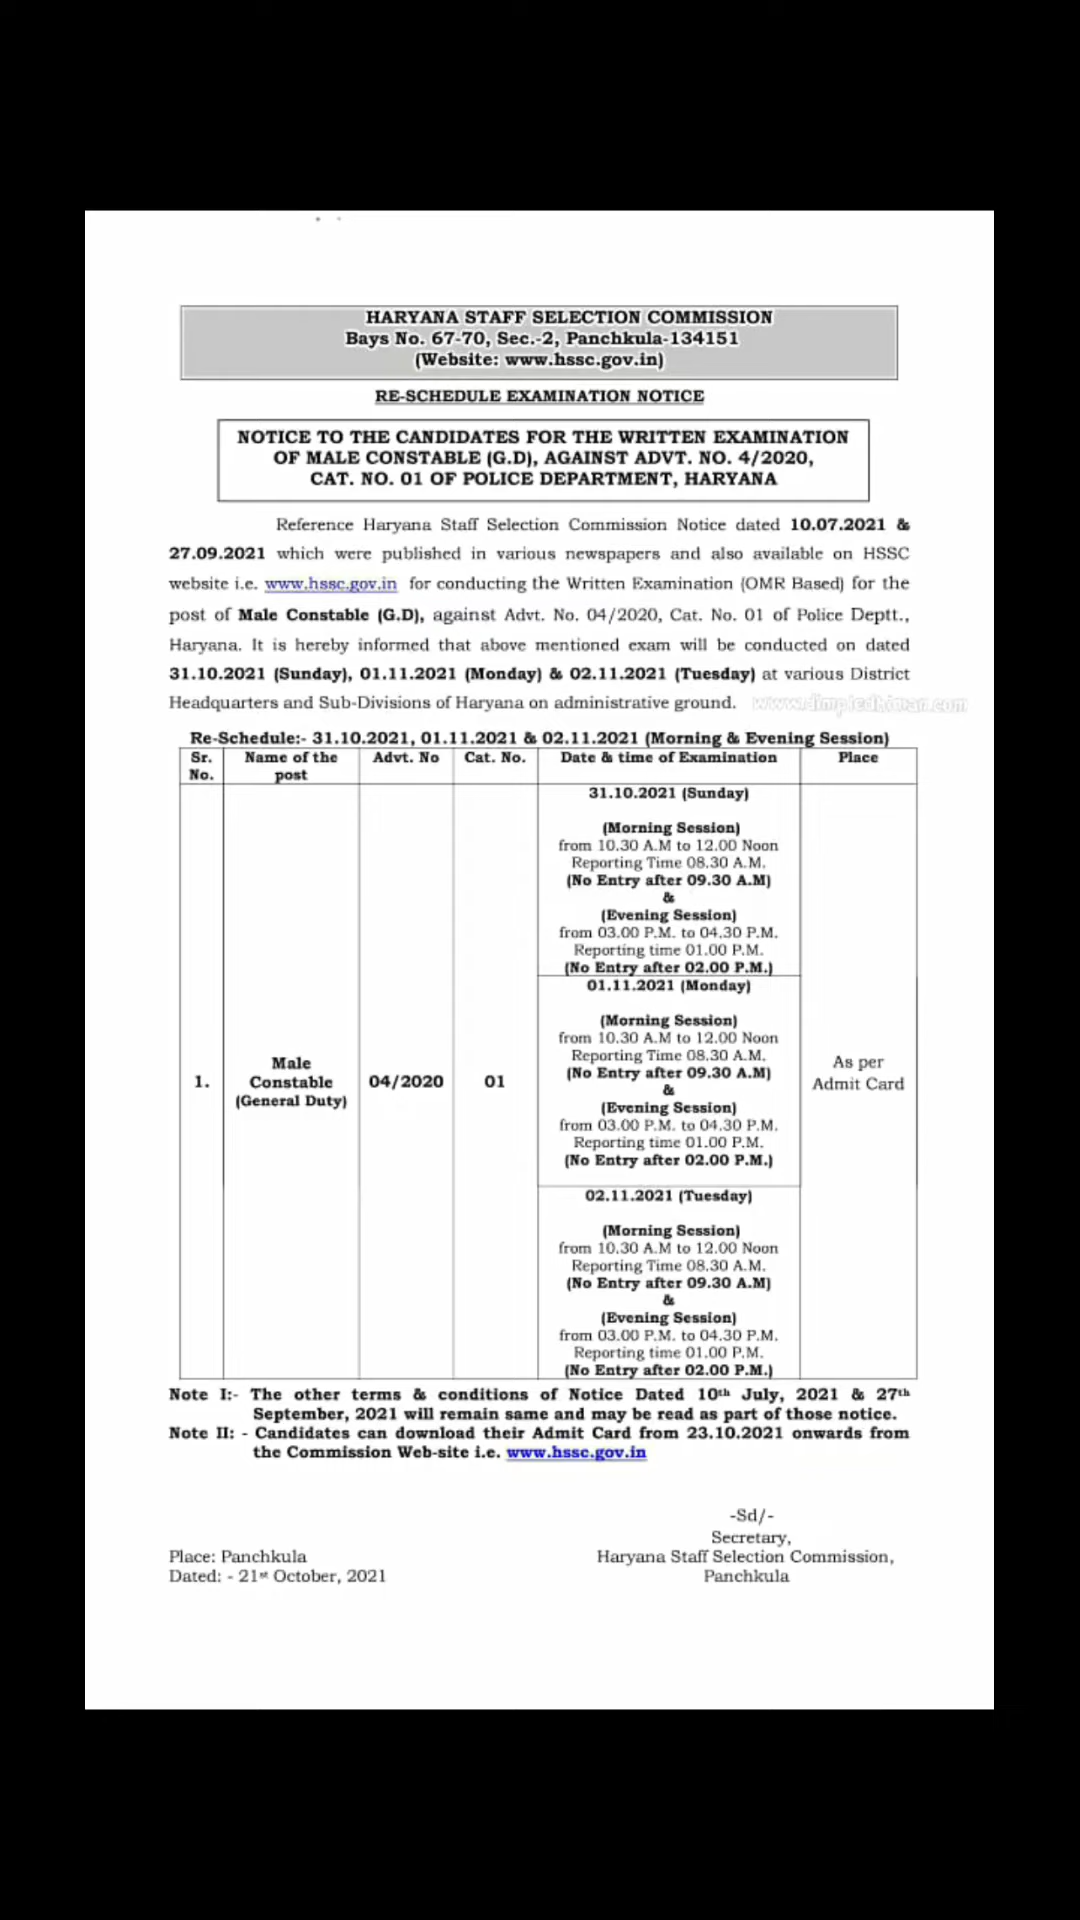 HARYANA STAFF SELECTION COMMISSION
Bays No. 67-70, Sec.-2, Panchkula-134151
(Website: www.hssc.gov.in)
RE-SCHEDULE EXAMINATION NOTICE
NOTICE TO THE CANDIDATES FOR THE WRITTEN EXAMINATION
OF MALE CONSTABLE (G.D), AGAINST ADVT. NO. 4/2020,
CAT. NO. 01 OF POLICE DEPARTMENT, HARYANA
Reference Haryana Staff Selection Commission Notice dated 10.07.2021 &
27.09.2021 which were published in various newspapers and also available on HSSC
website i.e. www.hssc.gov.in for conducting the Written Examination (OMR Based) for the
post of Male Constable (G.D), against Advt. No. 04/2020, Cat. No. 01 of Police Deptt.,
Haryana. It is hereby informed that above mentioned exam will be conducted on dated
31.10.2021 (Sunday), 01.11.2021 (Monday) & 02.11.2021 (Tuesday) at various District
Headquarters and Sub-Divisions of Haryana on administrative ground.
www.dimpledhiman.com
Re-Schedule:- 31.10.2021, 01.11.2021 & 02.11.2021 (Morning & Evening Session)
Sr. No.
Name of the post
Advt. No
Cat. No.
Date & time of Examination
Place
1.
Male
Constable
(General Duty)
04/2020
01
31.10.2021 (Sunday)
(Morning Session)
from 10.30 A.M to 12.00 Noon
Reporting Time 08.30 A.M.
(No Entry after 09.30 A.M)
&
(Evening Session)
from 03.00 P.M. to 04.30 P.M.
Reporting time 01.00 P.M.
(No Entry after 02.00 P.M.)
01.11.2021 (Monday)
(Morning Session)
from 10.30 A.M to 12.00 Noon
Reporting Time 08.30 A.M.
(No Entry after 09.30 A.M)
&
(Evening Session)
from 03.00 P.M. to 04.30 P.M.
Reporting time 01.00 P.M.
(No Entry after 02.00 P.M.)
02.11.2021 (Tuesday)
(Morning Session)
from 10.30 A.M to 12.00 Noon
Reporting Time 08.30 A.M.
(No Entry after 09.30 A.M)
&
(Evening Session)
from 03.00 P.M. to 04.30 P.M.
Reporting time 01.00 P.M.
(No Entry after 02.00 P.M.)
As per
Admit Card
Note I:- The other terms & conditions of Notice Dated 10th July, 2021 & 27th
September, 2021 will remain same and may be read as part of those notice.
Note II: - Candidates can download their Admit Card from 23.10.2021 onwards from
the Commission Web-site i.e. www.hssc.gov.in
-Sd/-
Secretary,
Haryana Staff Selection Commission,
Panchkula
Place: Panchkula
Dated: - 21st October, 2021